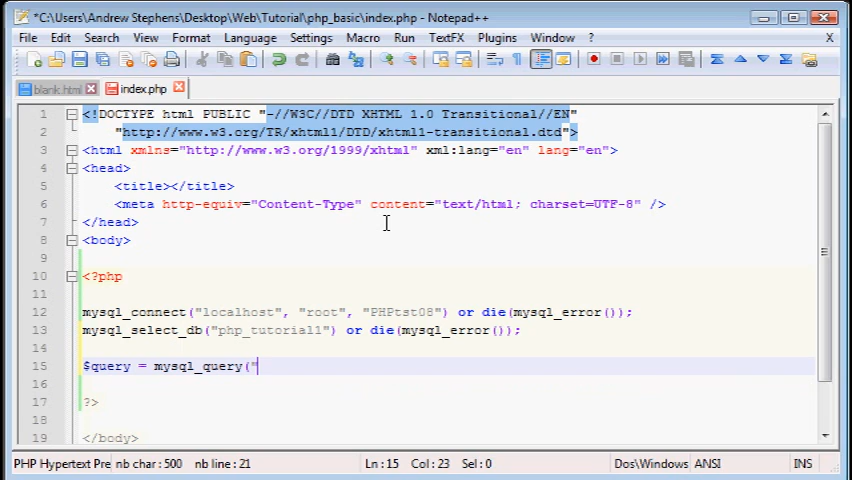 *C:\Users\Andrew Stephens\Desktop\Web\Tutorial\php_basic\index.php - Notepad++
File Edit Search View Format Language Settings Macro Run TextFX Plugins Window ? X
blank.html index.php
1 <!DOCTYPE html PUBLIC "-//W3C//DTD XHTML 1.0 Transitional//EN"
2 "http://www.w3.org/TR/xhtml1/DTD/xhtml1-transitional.dtd">
3 <html xmlns="http://www.w3.org/1999/xhtml" xml:lang="en" lang="en">
4 <head>
5 <title></title>
6 <meta http-equiv="Content-Type" content="text/html; charset=UTF-8" />
7 </head>
8 <body>
9
10 <?php
11
12 mysql_connect("localhost", "root", "PHPtst08") or die(mysql_error());
13 mysql_select_db("php_tutorial1") or die(mysql_error());
14
15 $query = mysql_query("
16
17 ?>
18
19 </body>
PHP Hypertext Pre nb char : 500 nb line : 21 Ln : 15 Col : 23 Sel : 0 Dos\Windows ANSI INS